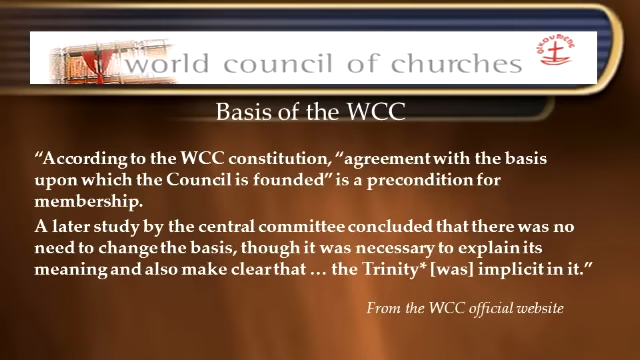 world council of churches
OIKOUMENE
Basis of the WCC
“According to the WCC constitution, “agreement with the basis
upon which the Council is founded” is a precondition for
membership.
A later study by the central committee concluded that there was no
need to change the basis, though it was necessary to explain its
meaning and also make clear that … the Trinity* [was] implicit in it.”
From the WCC official website